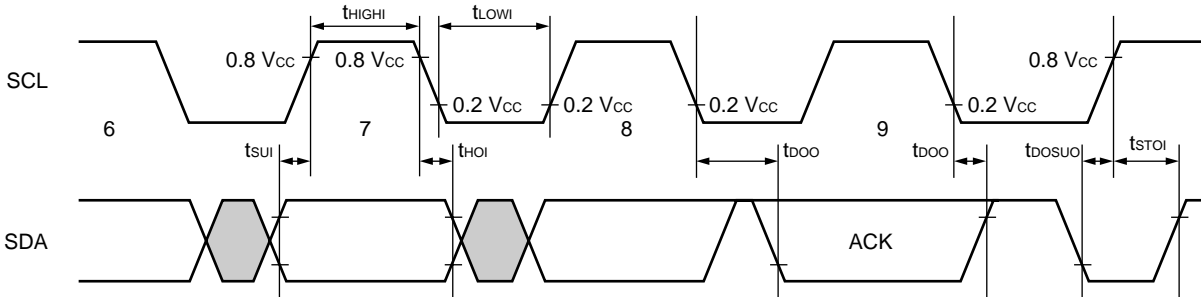 tHIGHI tLOWI
SCL 0.8 VCC 0.8 VCC 0.8 VCC
0.2 VCC 0.2 VCC 0.2 VCC 0.2 VCC
6 7 8 9
tSUI tHOI tDOO tDOO tDOSUO tSTOI
SDA ACK